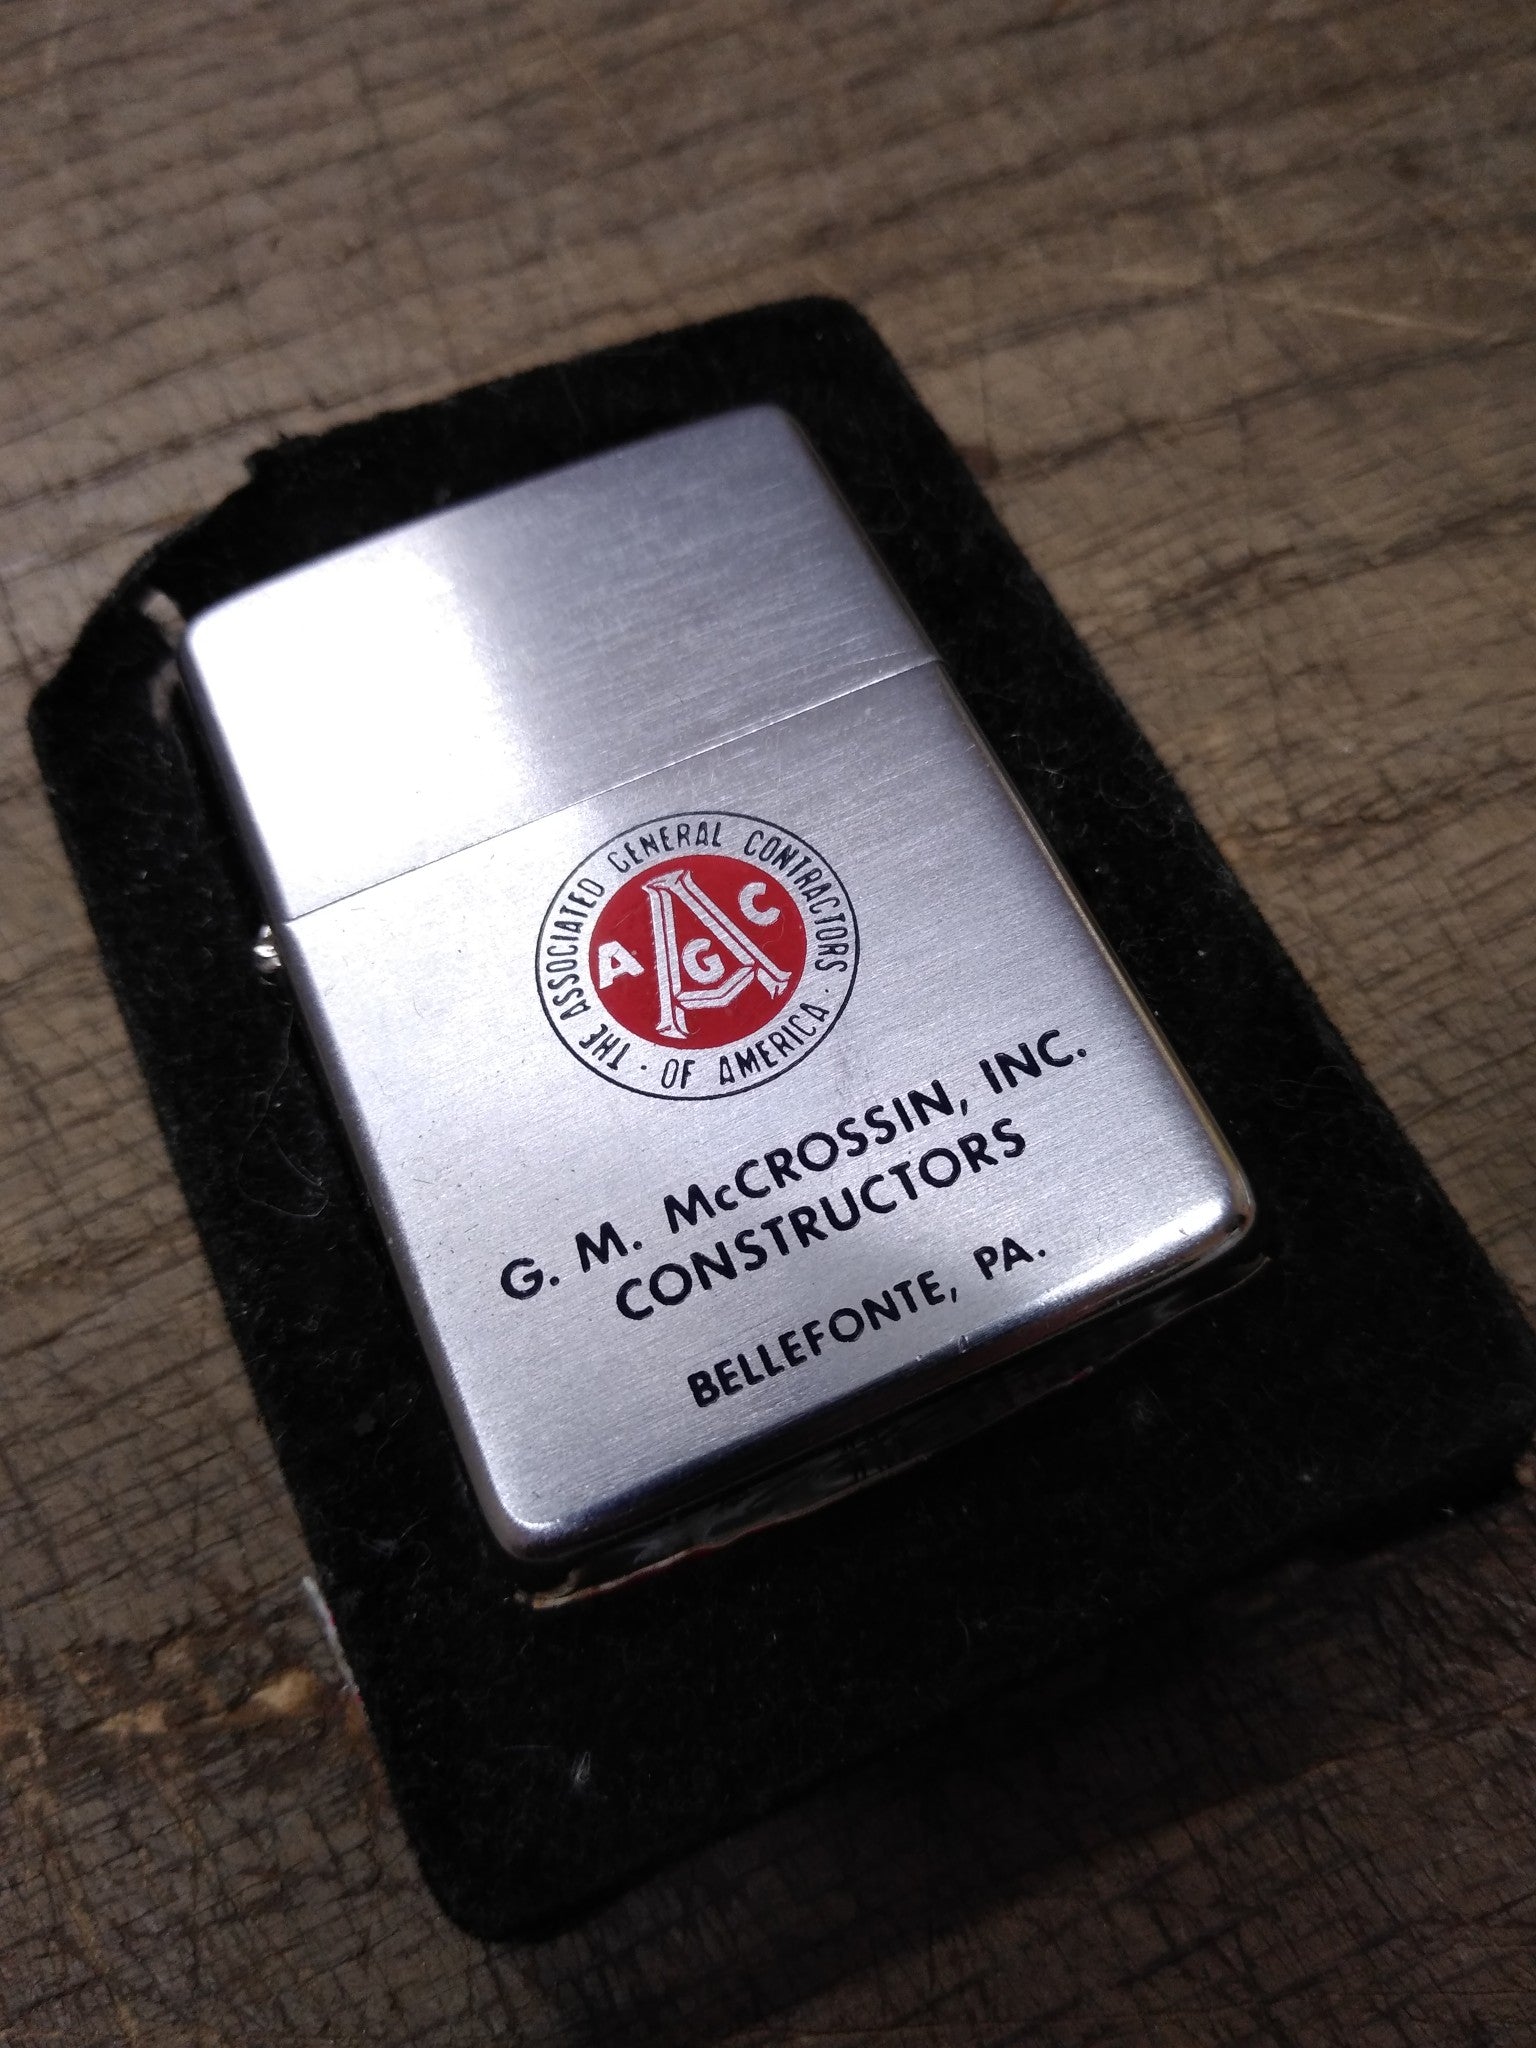 THE ASSOCIATED GENERAL CONTRACTORS · OF AMERICA ·
A G C
G. M. McCROSSIN, INC.
CONSTRUCTORS
BELLEFONTE, PA.